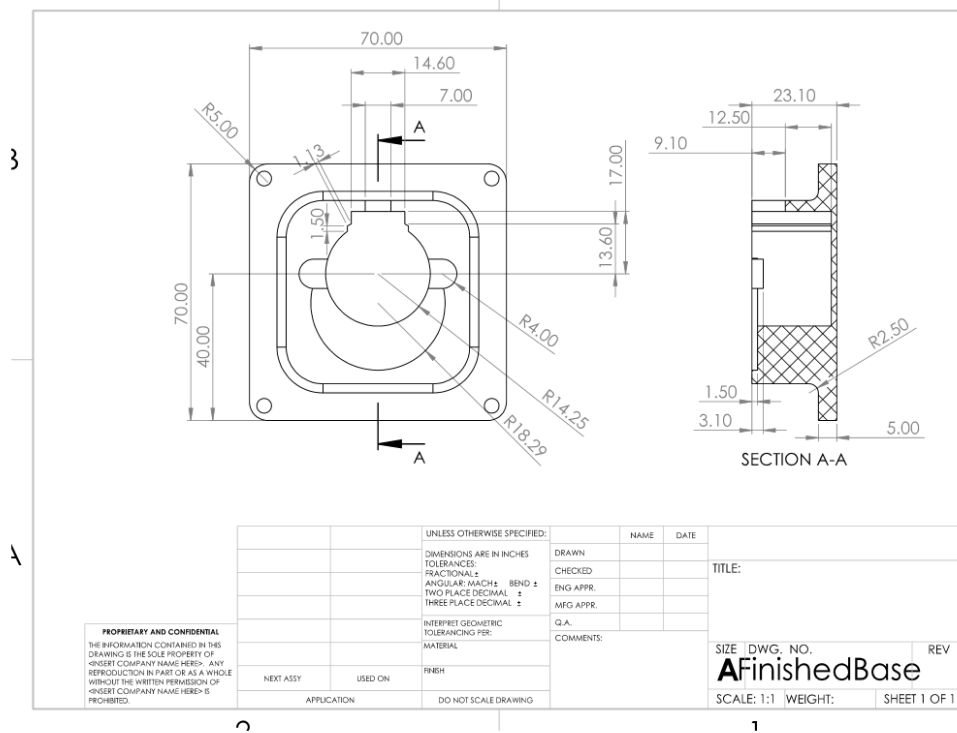 70.00
14.60
7.00
A
R5.00
1.13
1.50
17.00
13.60
70.00
40.00
R4.00
R14.25
R18.29
A
23.10
12.50
9.10
R2.50
1.50
3.10
5.00
SECTION A-A
B
A
UNLESS OTHERWISE SPECIFIED:
DIMENSIONS ARE IN INCHES
TOLERANCES:
FRACTIONAL±
ANGULAR: MACH± BEND ±
TWO PLACE DECIMAL ±
THREE PLACE DECIMAL ±
INTERPRET GEOMETRIC
TOLERANCING PER:
MATERIAL
FINISH
DO NOT SCALE DRAWING
NAME DATE
DRAWN
CHECKED
ENG APPR.
MFG APPR.
Q.A.
COMMENTS:
TITLE:
SIZE DWG. NO. REV
A FinishedBase
SCALE: 1:1 WEIGHT: SHEET 1 OF 1
PROPRIETARY AND CONFIDENTIAL
THE INFORMATION CONTAINED IN THIS
DRAWING IS THE SOLE PROPERTY OF
<INSERT COMPANY NAME HERE>. ANY
REPRODUCTION IN PART OR AS A WHOLE
WITHOUT THE WRITTEN PERMISSION OF
<INSERT COMPANY NAME HERE> IS
PROHIBITED.
NEXT ASSY USED ON
APPLICATION
2 1